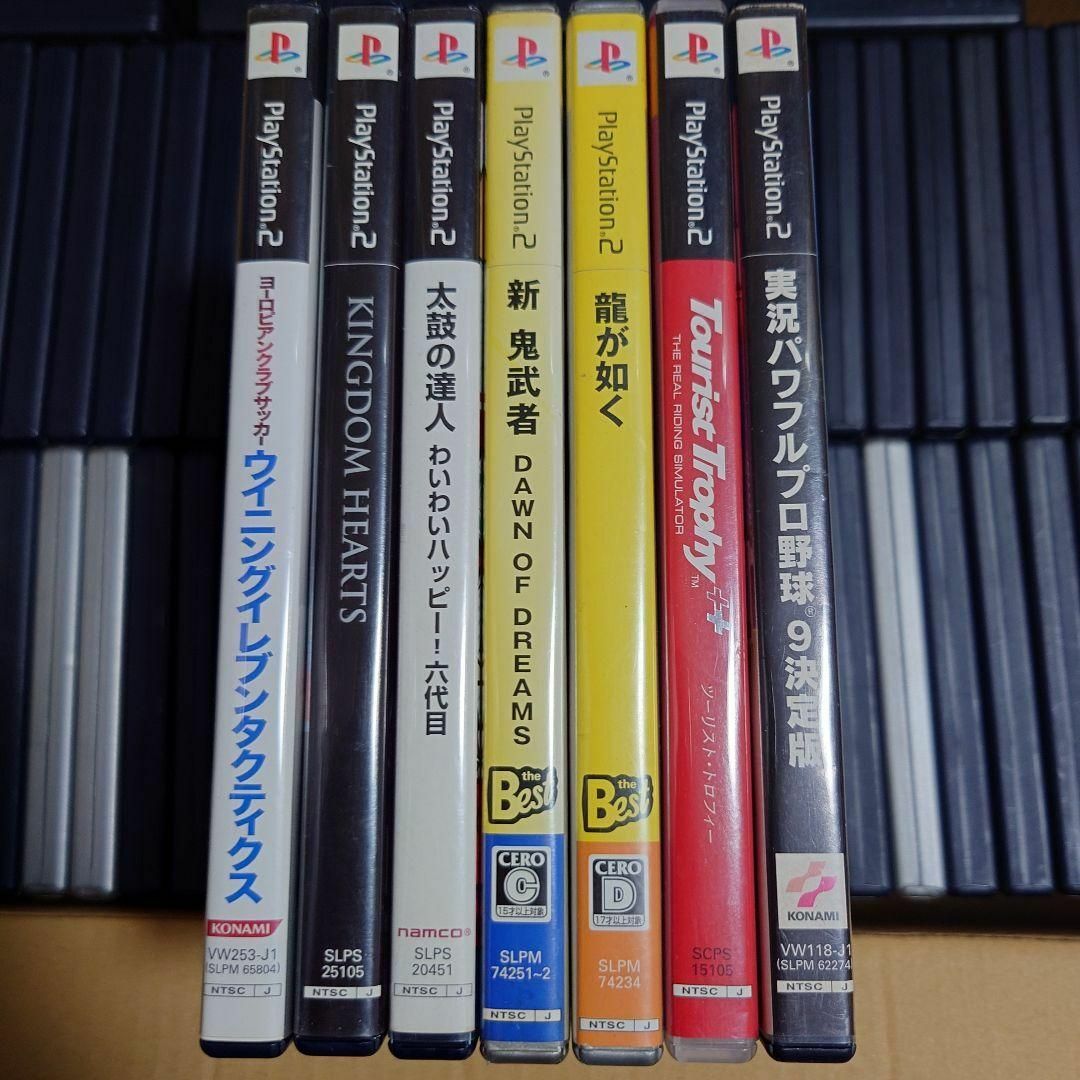 PlayStation®2
ヨーロピアンクラブサッカー ウイニングイレブンタクティクス
KONAMI
VW253-J1
(SLPM 65804)
NTSC J
PlayStation®2
KINGDOM HEARTS
SLPS
25105
NTSC J
PlayStation®2
太鼓の達人 わいわいハッピー!六代目
namco®
SLPS
20451
NTSC J
PlayStation®2
新 鬼武者 DAWN OF DREAMS
the
Best
CERO
C
15才以上対象
SLPM
74251~2
NTSC J
PlayStation®2
龍が如く
the
Best
CERO
D
17才以上対象
SLPM
74234
NTSC J
PlayStation®2
Tourist Trophy™
THE REAL RIDING SIMULATOR
ツーリスト・トロフィー
SCPS
15105
NTSC J
PlayStation®2
実況パワフルプロ野球® 9決定版
KONAMI
VW118-J1
(SLPM 62274)
NTSC J